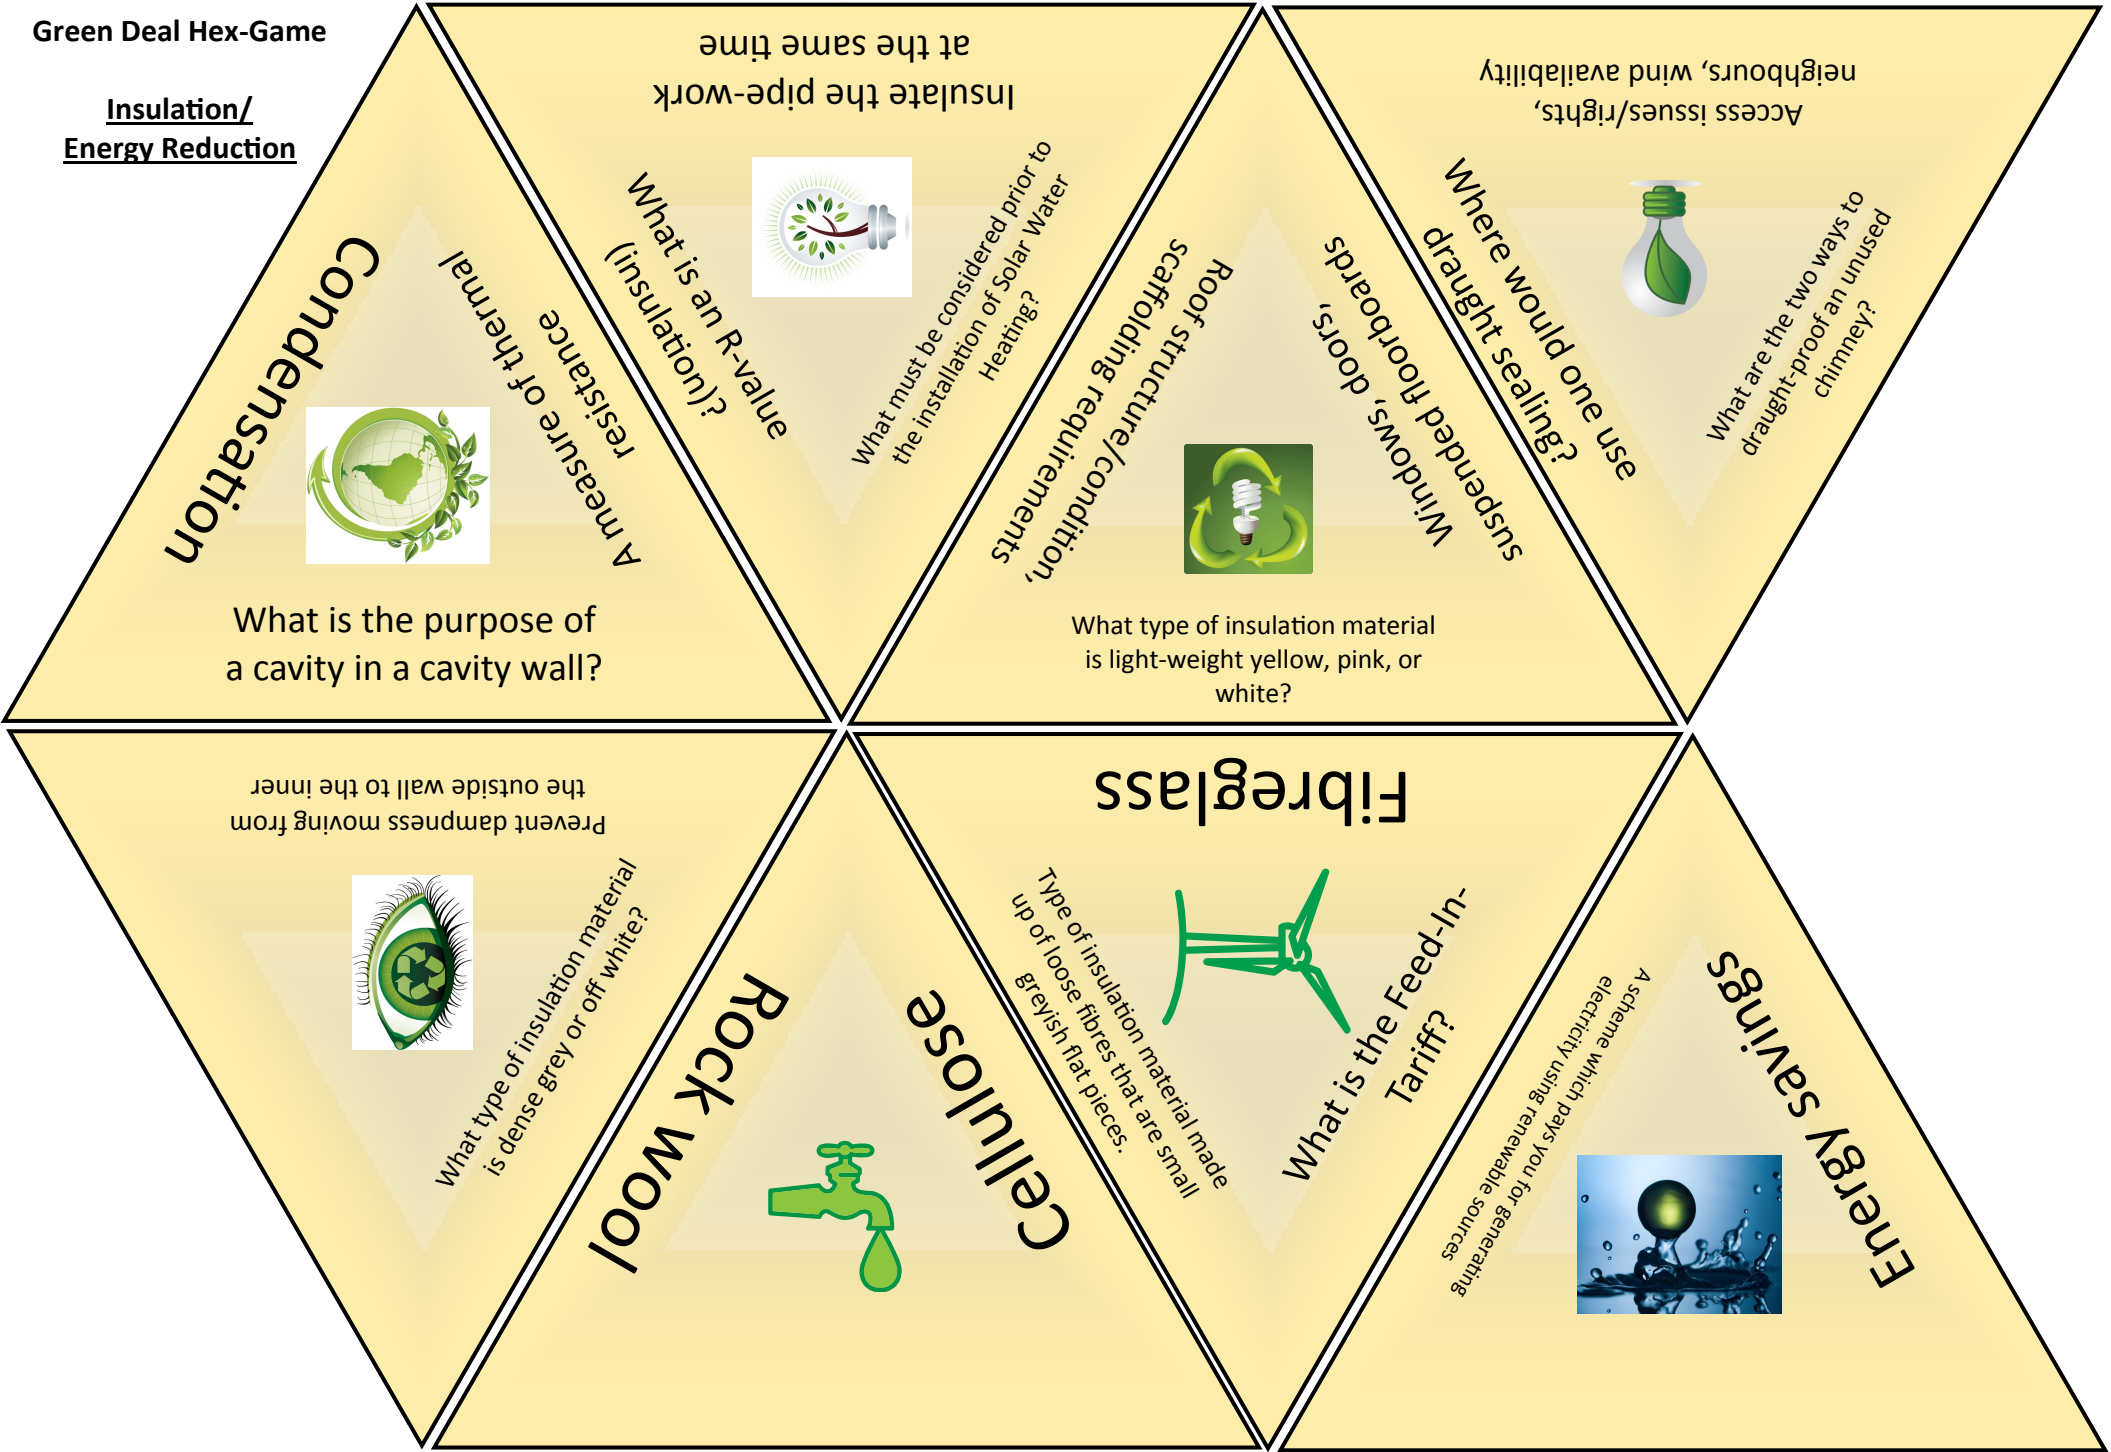 Green Deal Hex-Game
Insulation/
Energy Reduction
Condensation
A measure of thermal
resistance
What is the purpose of
a cavity in a cavity wall?
Insulate the pipe-work
at the same time
What is an R-value
(insulation)?
What must be considered prior to
the installation of Solar Water
Heating?
Roof structure/condition,
scaffolding requirements
Windows, doors,
suspended floorboards
What type of insulation material
is light-weight yellow, pink, or
white?
Access issues/rights,
neighbours, wind availability
Where would one use
draught sealing?
What are the two ways to
draught-proof an unused
chimney?
Prevent dampness moving from
the outside wall to the inner
What type of insulation material
is dense grey or off white?
Rock wool
Cellulose
Fibreglass
Type of insulation material made
up of loose fibres that are small
greyish flat pieces.
What is the Feed-In-
Tariff?
A scheme which pays you for generating
electricity using renewable sources
Energy savings